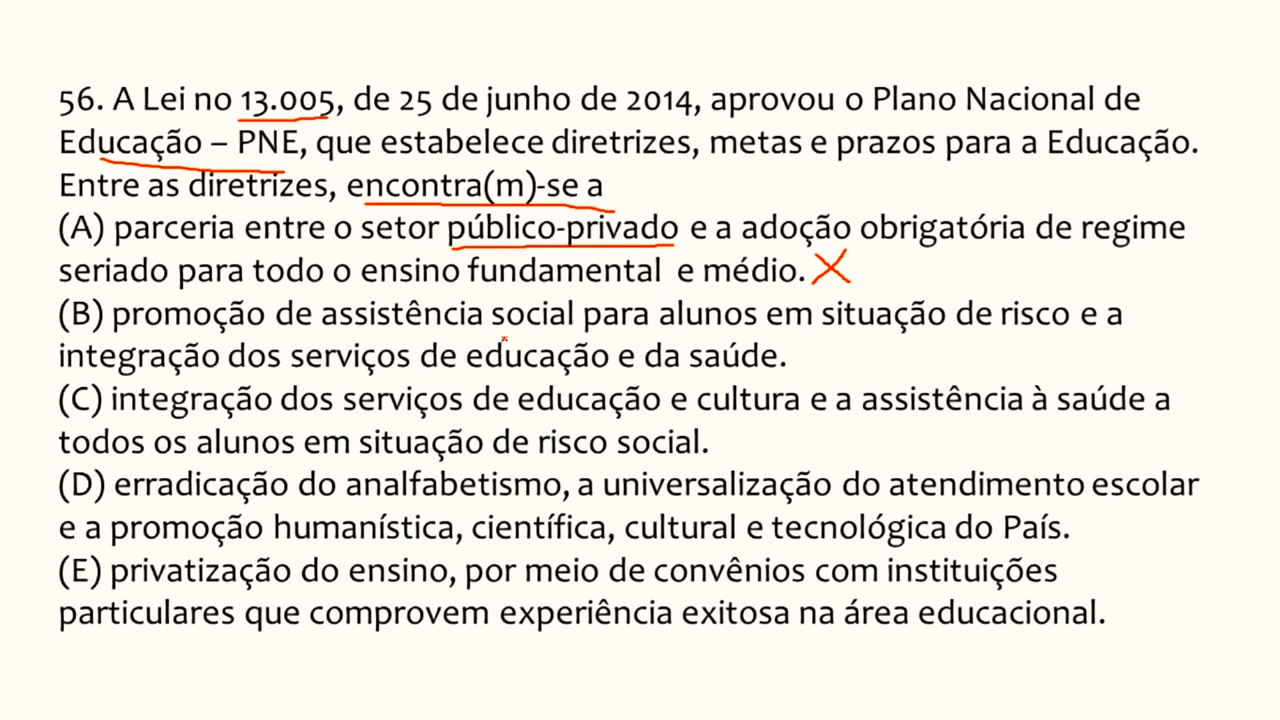 56. A Lei no 13.005, de 25 de junho de 2014, aprovou o Plano Nacional de
Educação – PNE, que estabelece diretrizes, metas e prazos para a Educação.
Entre as diretrizes, encontra(m)-se a
(A) parceria entre o setor público-privado e a adoção obrigatória de regime
seriado para todo o ensino fundamental e médio.
(B) promoção de assistência social para alunos em situação de risco e a
integração dos serviços de educação e da saúde.
(C) integração dos serviços de educação e cultura e a assistência à saúde a
todos os alunos em situação de risco social.
(D) erradicação do analfabetismo, a universalização do atendimento escolar
e a promoção humanística, científica, cultural e tecnológica do País.
(E) privatização do ensino, por meio de convênios com instituições
particulares que comprovem experiência exitosa na área educacional.